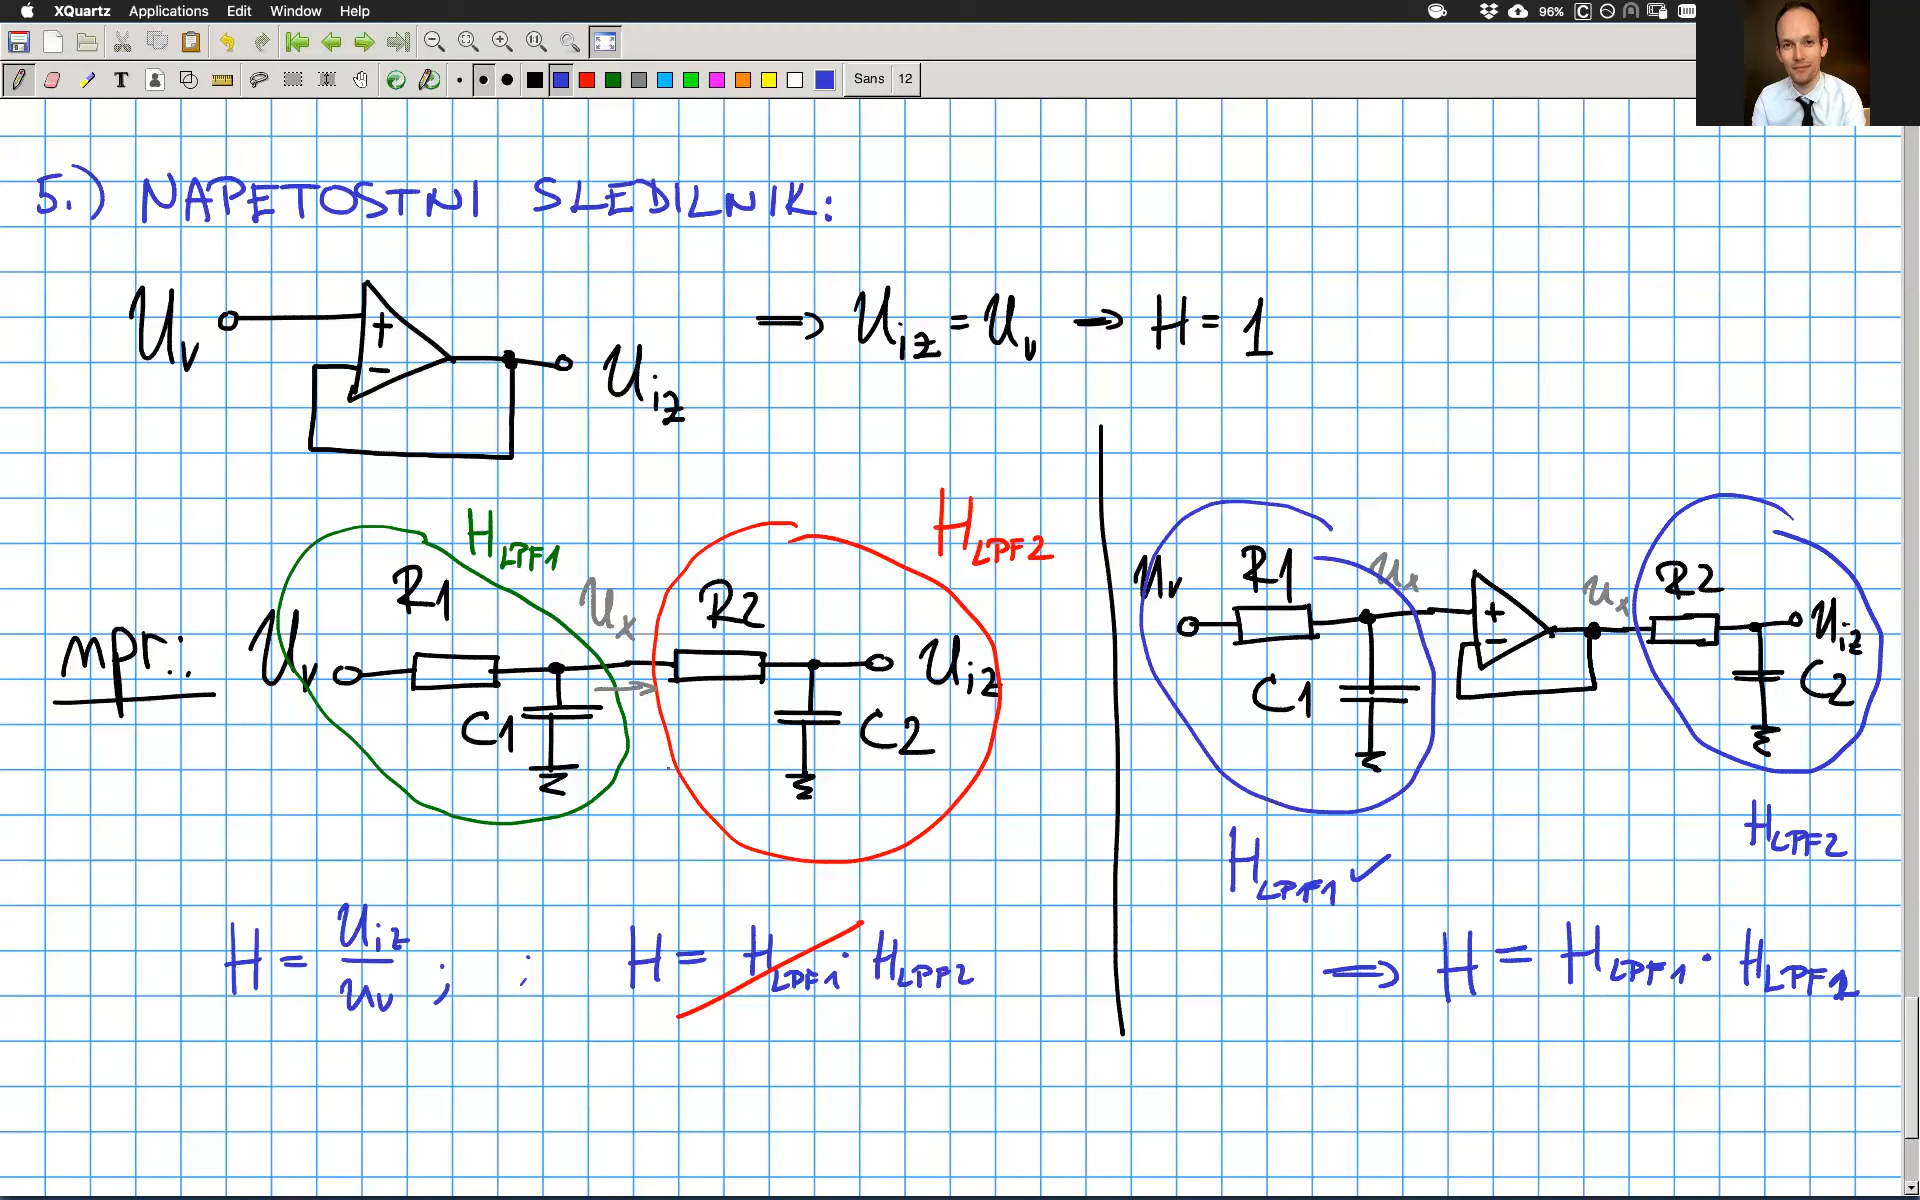 XQuartz Applications Edit Window Help
96%
Sans 12
5.) NAPETOSTNI SLEDILNIK:
Uv + - Uiz ⇒ Uiz = Uv → H = 1
npr.:
HLPF1
HLPF2
Uv R1 Ux R2 Uiz
C1 C2
Uv R1 Ux + - Ux R2 Uiz
C1 C2
HLPF1 ✓
HLPF2
H = Uiz/Uv ; ; H = HLPF1 · HLPF2
⇒ H = HLPF1 · HLPF2